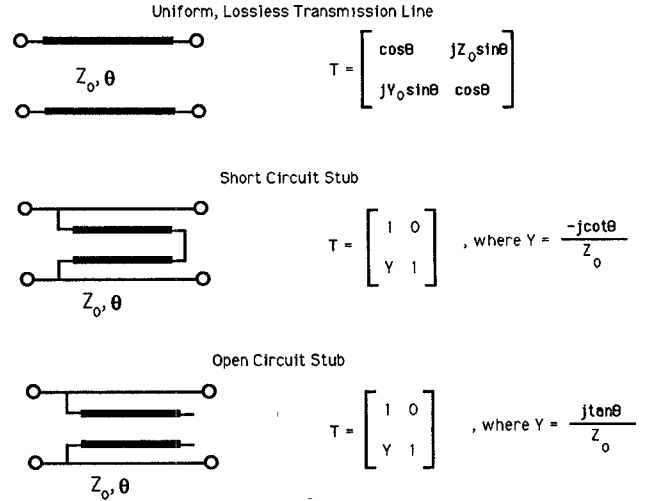 Uniform, Lossless Transmission Line
Z₀, θ
T = [ cosθ jZ₀sinθ
jY₀sinθ cosθ ]
Short Circuit Stub
Z₀, θ
T = [ 1 0
Y 1 ] , where Y = -jcotθ / Z₀
Open Circuit Stub
Z₀, θ
T = [ 1 0
Y 1 ] , where Y = jtanθ / Z₀